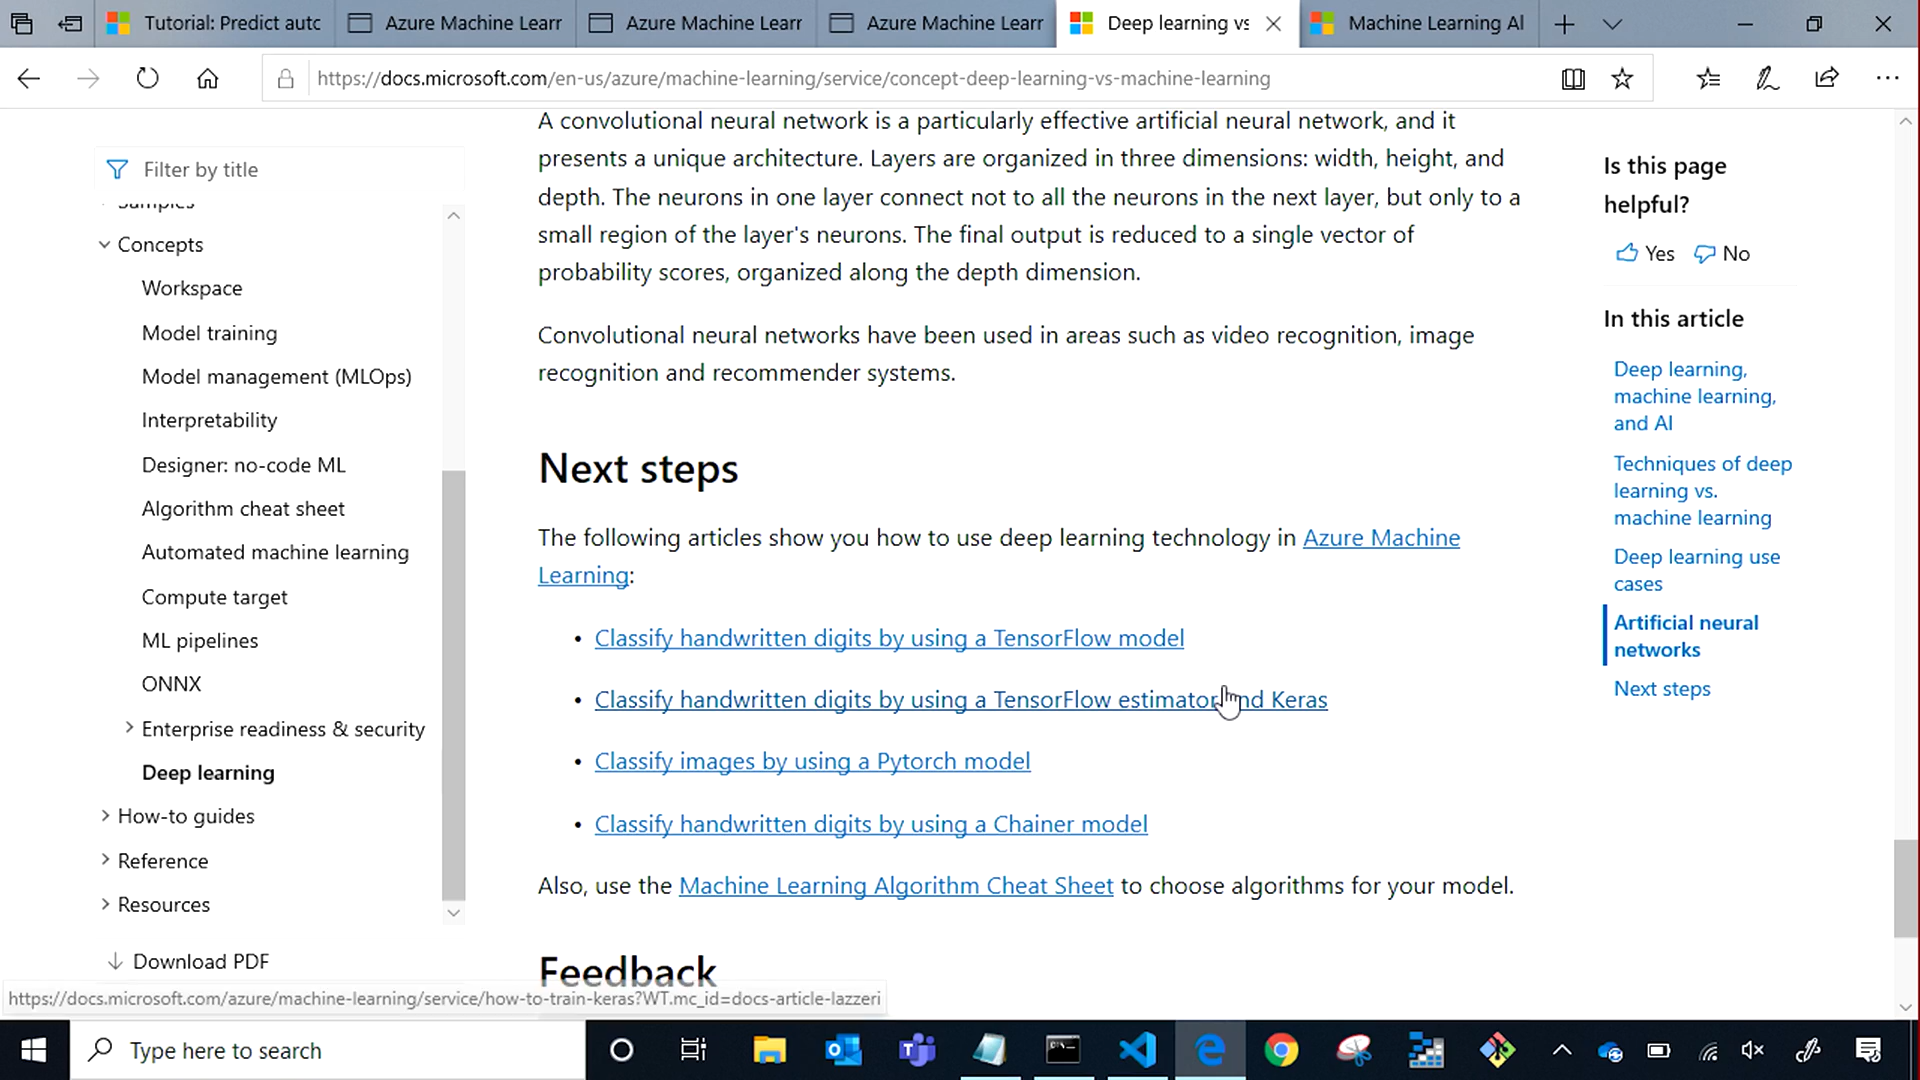 Tutorial: Predict autc
Azure Machine Learr
Azure Machine Learr
Azure Machine Learr
Deep learning vs
Machine Learning Al
https://docs.microsoft.com/en-us/azure/machine-learning/service/concept-deep-learning-vs-machine-learning
Filter by title
Samples
Concepts
Workspace
Model training
Model management (MLOps)
Interpretability
Designer: no-code ML
Algorithm cheat sheet
Automated machine learning
Compute target
ML pipelines
ONNX
Enterprise readiness & security
Deep learning
How-to guides
Reference
Resources
Download PDF
A convolutional neural network is a particularly effective artificial neural network, and it
presents a unique architecture. Layers are organized in three dimensions: width, height, and
depth. The neurons in one layer connect not to all the neurons in the next layer, but only to a
small region of the layer's neurons. The final output is reduced to a single vector of
probability scores, organized along the depth dimension.
Convolutional neural networks have been used in areas such as video recognition, image
recognition and recommender systems.
Next steps
The following articles show you how to use deep learning technology in Azure Machine
Learning:
• Classify handwritten digits by using a TensorFlow model
• Classify handwritten digits by using a TensorFlow estimator and Keras
• Classify images by using a Pytorch model
• Classify handwritten digits by using a Chainer model
Also, use the Machine Learning Algorithm Cheat Sheet to choose algorithms for your model.
Feedback
Is this page
helpful?
Yes No
In this article
Deep learning,
machine learning,
and AI
Techniques of deep
learning vs.
machine learning
Deep learning use
cases
Artificial neural
networks
Next steps
https://docs.microsoft.com/azure/machine-learning/service/how-to-train-keras?WT.mc_id=docs-article-lazzeri
Type here to search